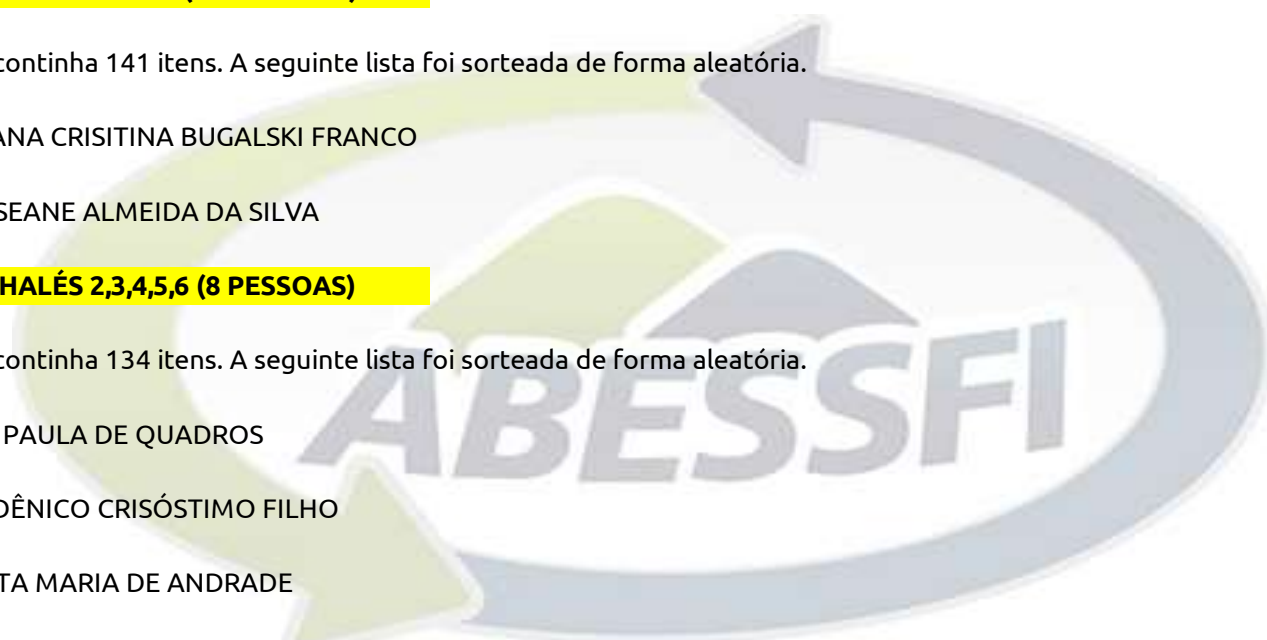 continha 141 itens. A seguinte lista foi sorteada de forma aleatória.
ANA CRISITINA BUGALSKI FRANCO
SEANE ALMEIDA DA SILVA
HALÉS 2,3,4,5,6 (8 PESSOAS)
continha 134 itens. A seguinte lista foi sorteada de forma aleatória.
PAULA DE QUADROS
DÊNICO CRISÓSTIMO FILHO
TA MARIA DE ANDRADE
ABESSFI